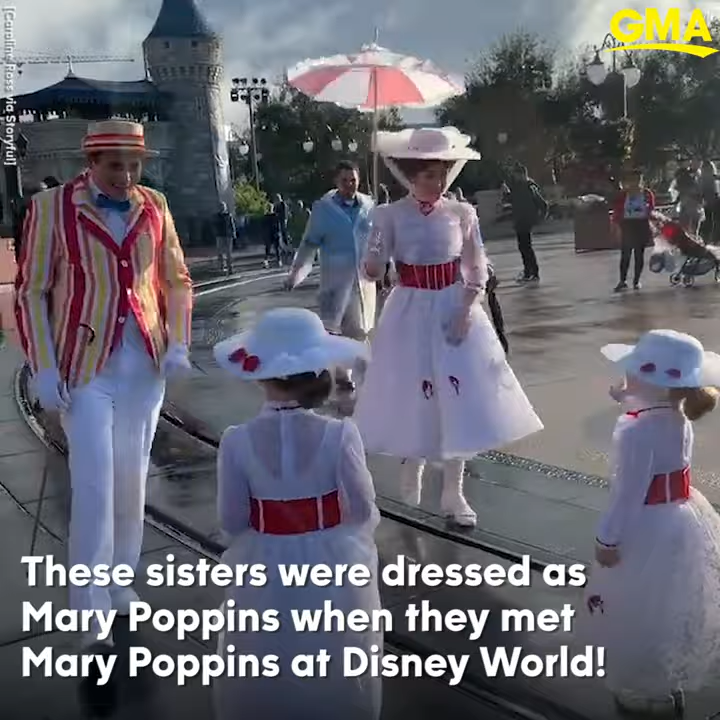 [Caroline Ross via Storyful]
GMA
These sisters were dressed as
Mary Poppins when they met
Mary Poppins at Disney World!